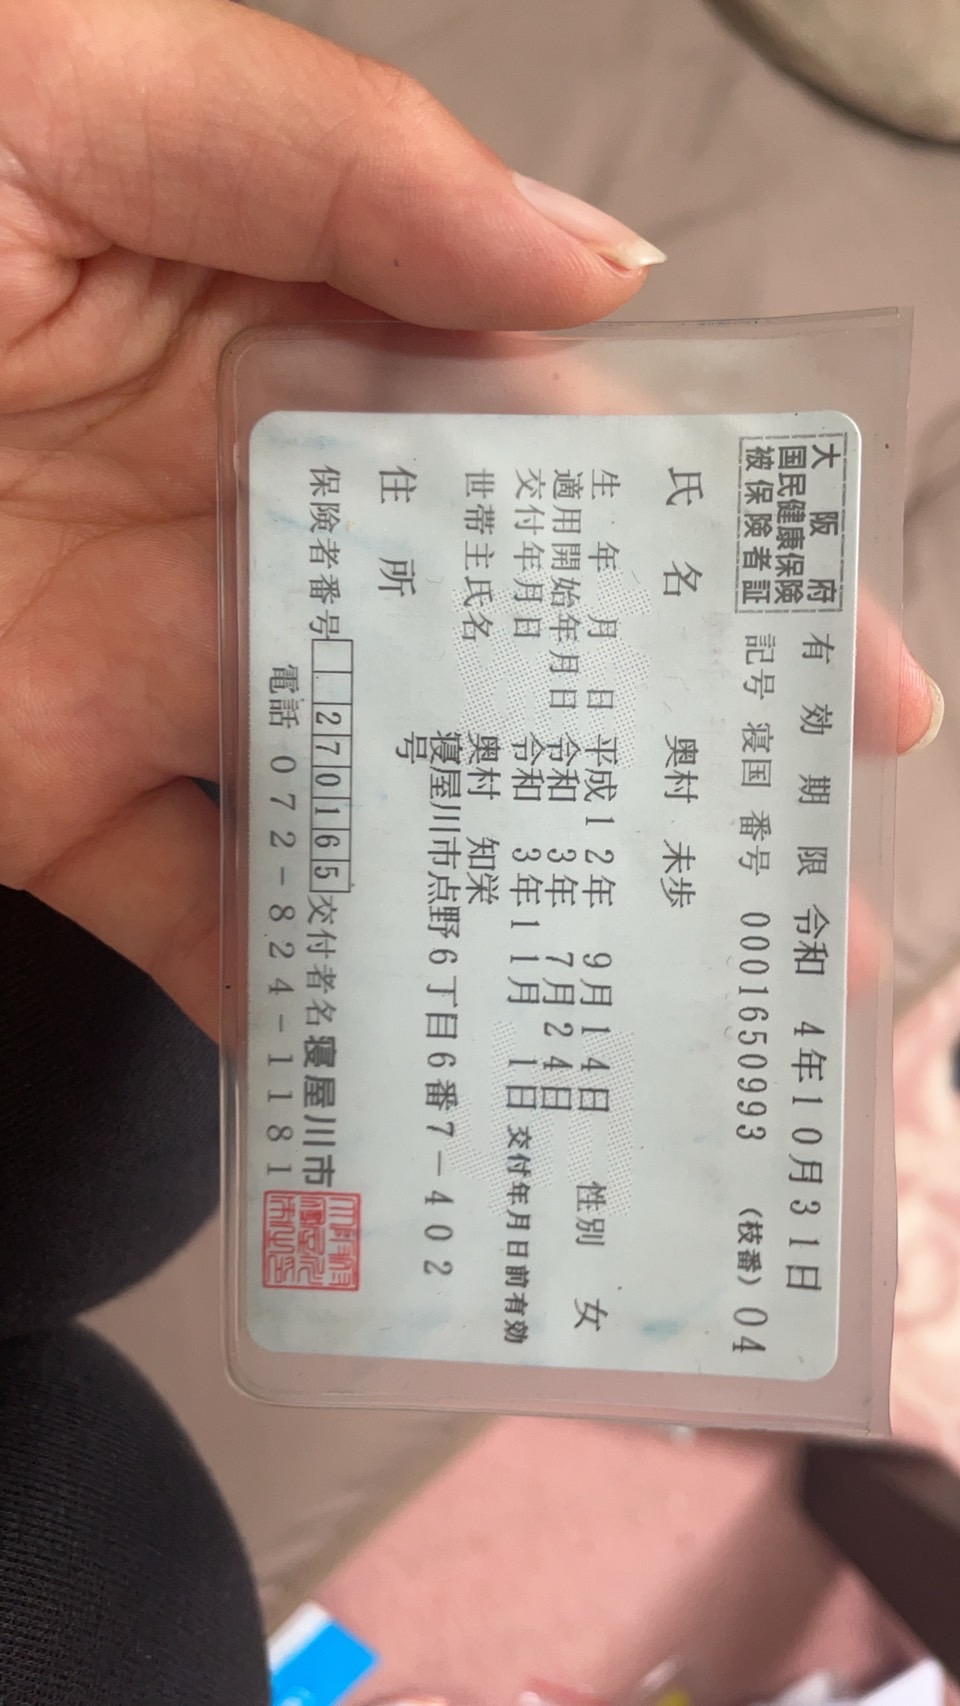 大阪府
国民健康保険
被保険者証
有効期限 令和 4年10月31日
記号 寝国 番号 0001650993 (枝番) 04
氏名 奥村 未歩
生年月日 平成12年 9月14日 性別 女
適用開始年月日 令和 3年 7月24日
交付年月日 令和 3年11月 1日 交付年月日前有効
世帯主氏名 奥村 知栄
住所 寝屋川市点野6丁目6番7-402
号
保険者番号 270165 交付者名 寝屋川市
電話 072-824-1181